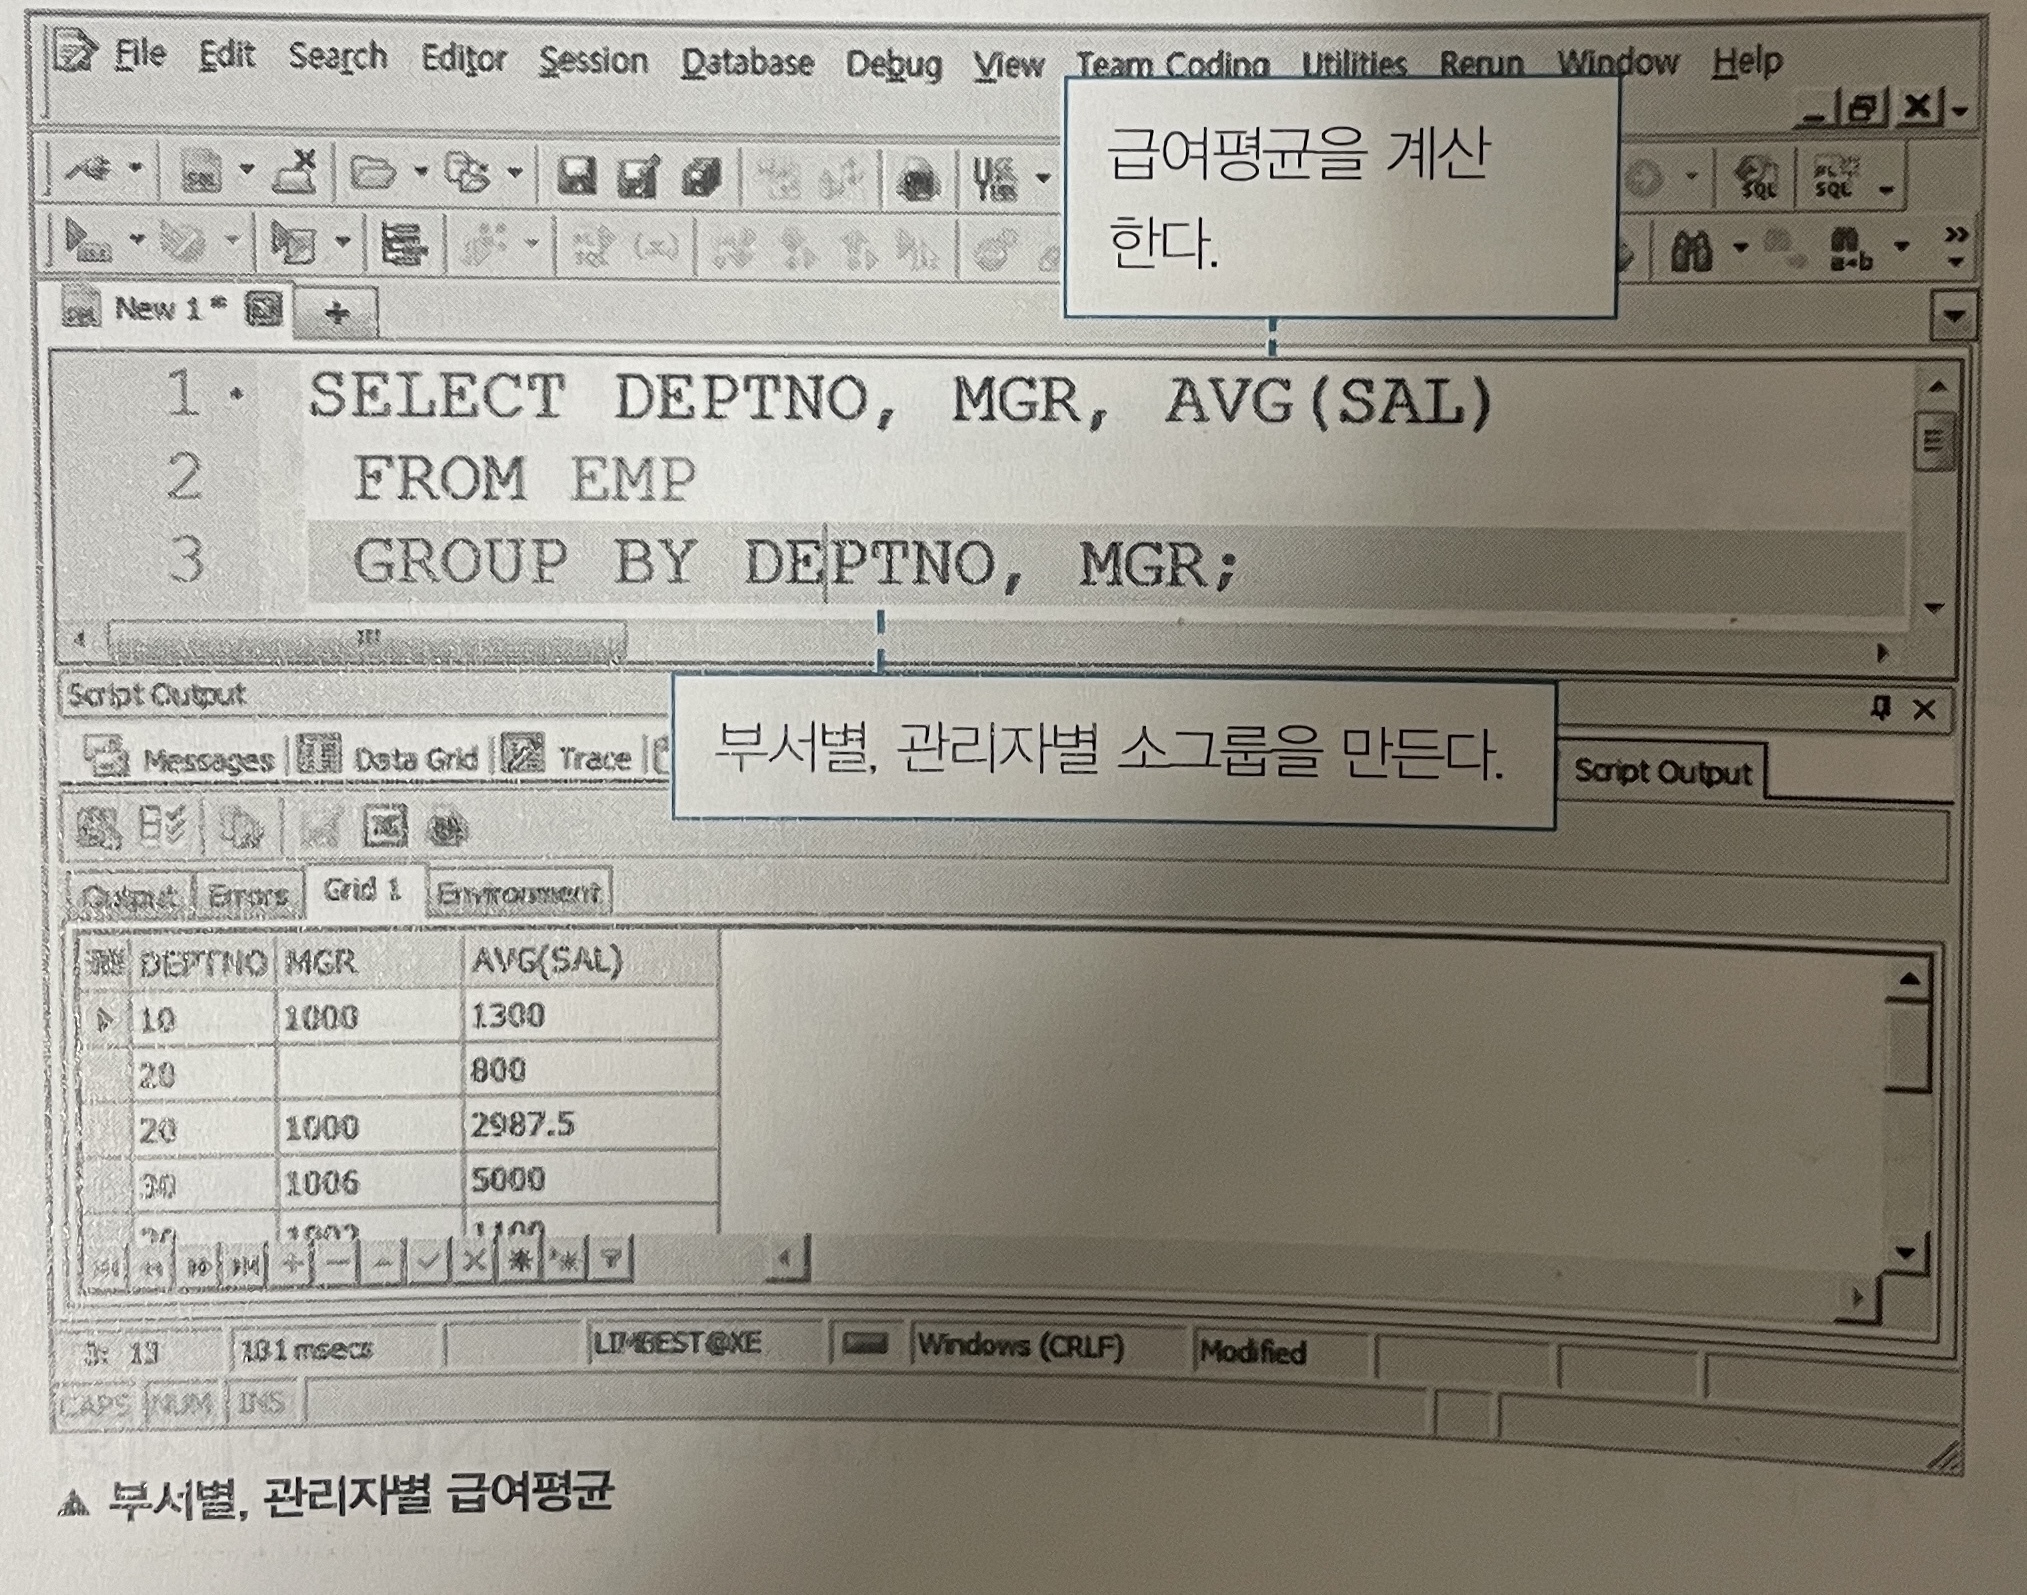 File Edit Search Editor Session Database Debug View Team Coding Utilities Rerun Window Help
급여평균을 계산
한다.
SQL SQL
New 1 *
1 SELECT DEPTNO, MGR, AVG(SAL)
2 FROM EMP
3 GROUP BY DEPTNO, MGR;
Script Output
부서별, 관리자별 소그룹을 만든다.
Messages Data Grid Trace Script Output
Output Errors Grid 1 Environment
DEPTNO MGR AVG(SAL)
10 1000 1300
20 800
20 1000 2987.5
30 1006 5000
3: 13 181 msecs LIMBEST@XE Windows (CRLF) Modified
CAPS NUM INS
▲ 부서별, 관리자별 급여평균